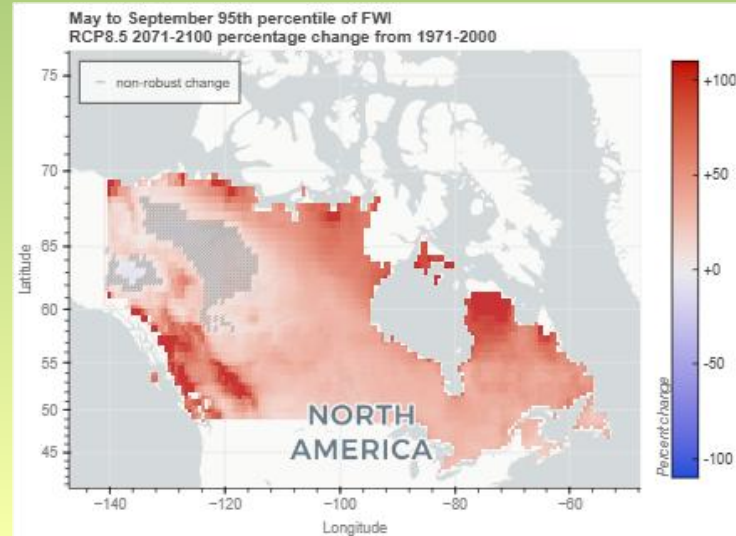 May to September 95th percentile of FWI
RCP8.5 2071-2100 percentage change from 1971-2000
non-robust change
75
70
65
60
55
50
45
Latitude
NORTH
AMERICA
−140
−120
−100
−80
−60
Longitude
+100
+50
+0
-50
-100
Percent change